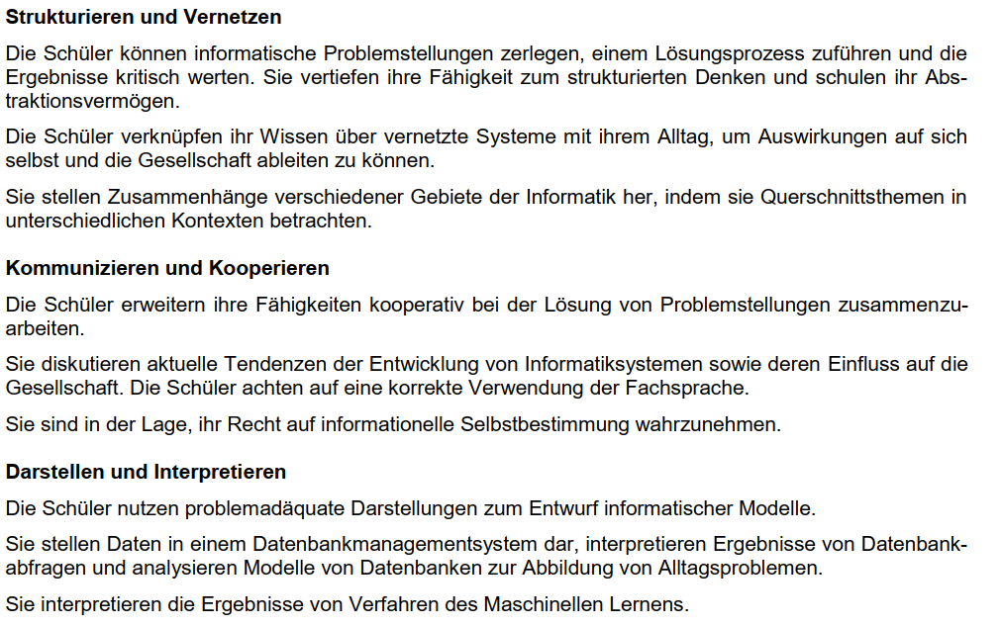 Strukturieren und Vernetzen
Die Schüler können informatische Problemstellungen zerlegen, einem Lösungsprozess zuführen und die
Ergebnisse kritisch werten. Sie vertiefen ihre Fähigkeit zum strukturierten Denken und schulen ihr Abs-
traktionsvermögen.
Die Schüler verknüpfen ihr Wissen über vernetzte Systeme mit ihrem Alltag, um Auswirkungen auf sich
selbst und die Gesellschaft ableiten zu können.
Sie stellen Zusammenhänge verschiedener Gebiete der Informatik her, indem sie Querschnittsthemen in
unterschiedlichen Kontexten betrachten.
Kommunizieren und Kooperieren
Die Schüler erweitern ihre Fähigkeiten kooperativ bei der Lösung von Problemstellungen zusammenzu-
arbeiten.
Sie diskutieren aktuelle Tendenzen der Entwicklung von Informatiksystemen sowie deren Einfluss auf die
Gesellschaft. Die Schüler achten auf eine korrekte Verwendung der Fachsprache.
Sie sind in der Lage, ihr Recht auf informationelle Selbstbestimmung wahrzunehmen.
Darstellen und Interpretieren
Die Schüler nutzen problemadäquate Darstellungen zum Entwurf informatischer Modelle.
Sie stellen Daten in einem Datenbankmanagementsystem dar, interpretieren Ergebnisse von Datenbank-
abfragen und analysieren Modelle von Datenbanken zur Abbildung von Alltagsproblemen.
Sie interpretieren die Ergebnisse von Verfahren des Maschinellen Lernens.